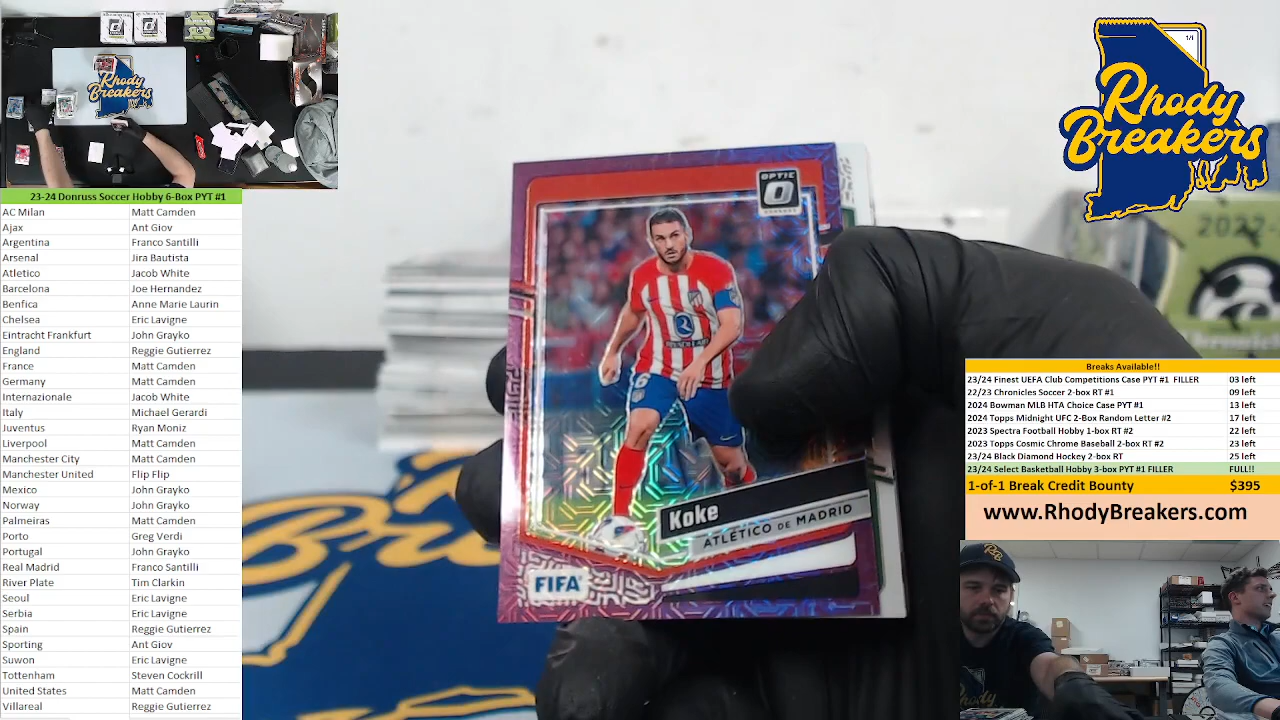 23-24 Donruss Soccer Hobby 6-Box PYT #1
AC Milan Matt Camden
Ajax Ant Giov
Argentina Franco Santilli
Arsenal Jira Bautista
Atletico Jacob White
Barcelona Joe Hernandez
Benfica Anne Marie Laurin
Chelsea Eric Lavigne
Eintracht Frankfurt John Grayko
England Reggie Gutierrez
France Matt Camden
Germany Matt Camden
Internazionale Jacob White
Italy Michael Gerardi
Juventus Ryan Moniz
Liverpool Matt Camden
Manchester City Matt Camden
Manchester United Flip Flip
Mexico John Grayko
Norway John Grayko
Palmeiras Matt Camden
Porto Greg Verdi
Portugal John Grayko
Real Madrid Franco Santilli
River Plate Tim Clarkin
Seoul Eric Lavigne
Serbia Eric Lavigne
Spain Reggie Gutierrez
Sporting Ant Giov
Suwon Eric Lavigne
Tottenham Steven Cockrill
United States Matt Camden
Villareal Reggie Gutierrez
Rhody
Breakers
OPTIC
DONRUSS
6
Koke
ATLÉTICO DE MADRID
FIFA
1/1
Rhody
Breakers
2022-
Breaks Available!!
23/24 Finest UEFA Club Competitions Case PYT #1 FILLER 03 left
22/23 Chronicles Soccer 2-box RT #1 09 left
2024 Bowman MLB HTA Choice Case PYT #1 13 left
2024 Topps Midnight UFC 2-Box Random Letter #2 17 left
2023 Spectra Football Hobby 1-box RT #2 22 left
2023 Topps Cosmic Chrome Baseball 2-box RT #2 23 left
23/24 Black Diamond Hockey 2-box RT 25 left
23/24 Select Basketball Hobby 3-box PYT #1 FILLER FULL!!
1-of-1 Break Credit Bounty $395
www.RhodyBreakers.com
RB
Rhody